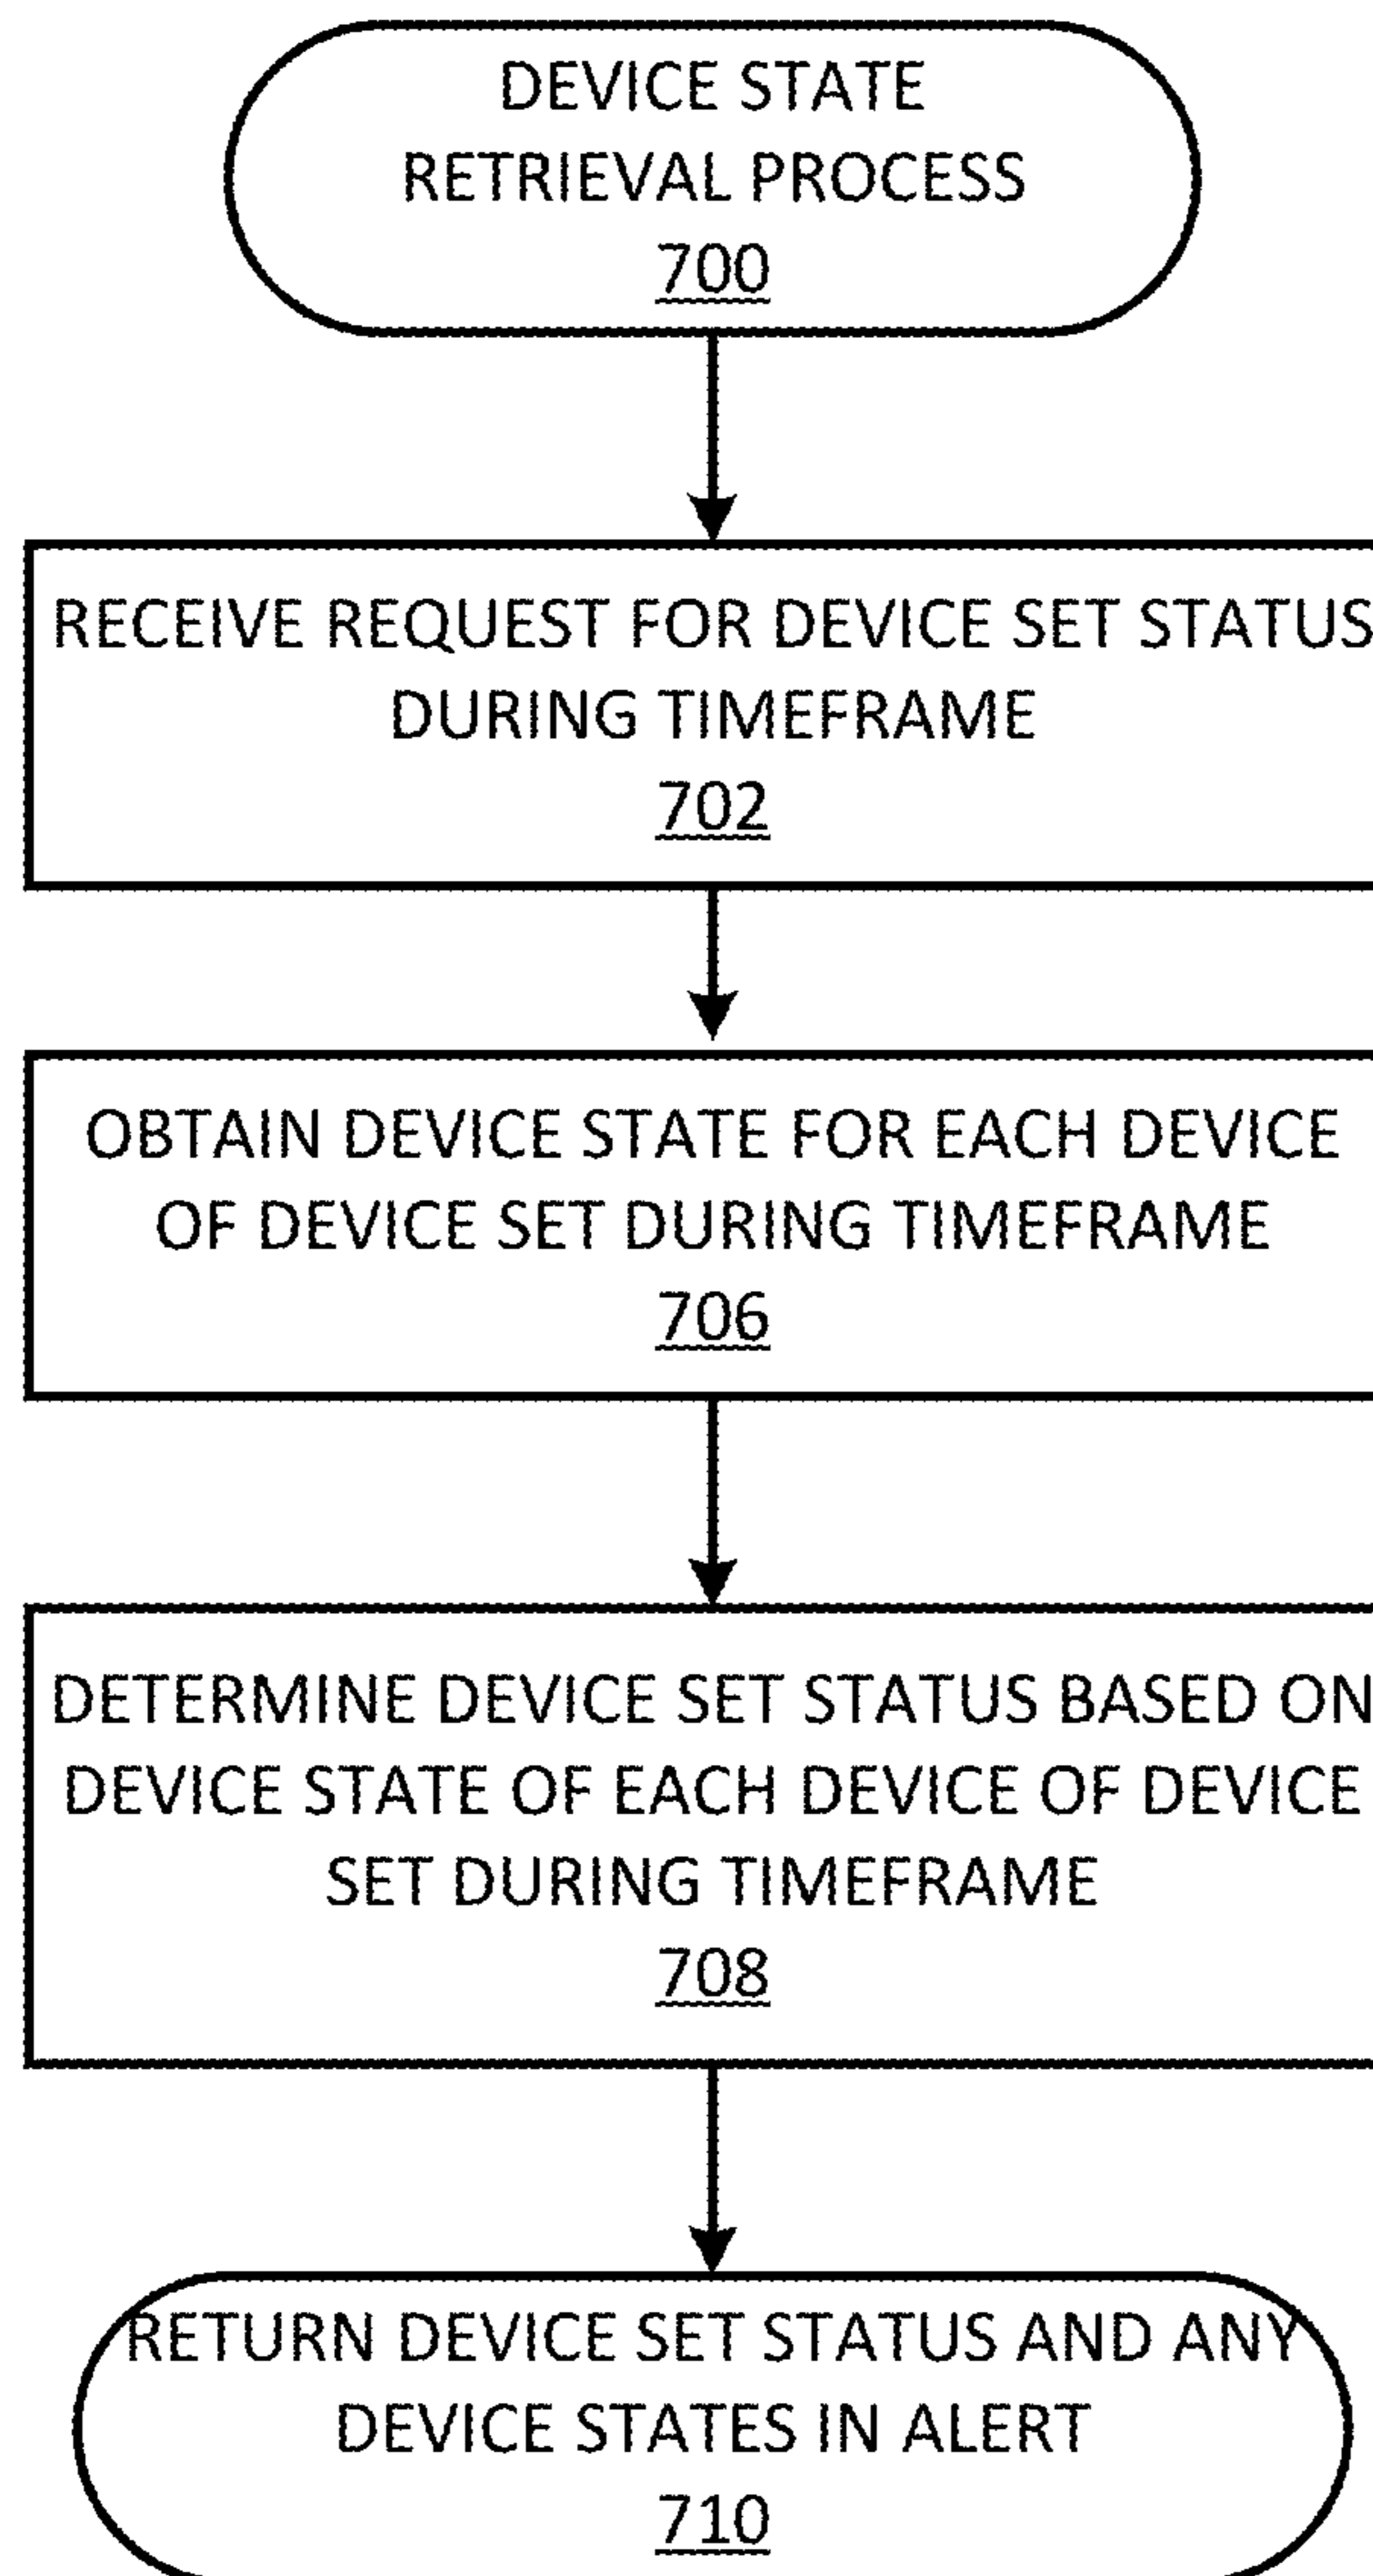 DEVICE STATE
RETRIEVAL PROCESS
700
RECEIVE REQUEST FOR DEVICE SET STATUS
DURING TIMEFRAME
702
OBTAIN DEVICE STATE FOR EACH DEVICE
OF DEVICE SET DURING TIMEFRAME
706
DETERMINE DEVICE SET STATUS BASED ON
DEVICE STATE OF EACH DEVICE OF DEVICE
SET DURING TIMEFRAME
708
RETURN DEVICE SET STATUS AND ANY
DEVICE STATES IN ALERT
710